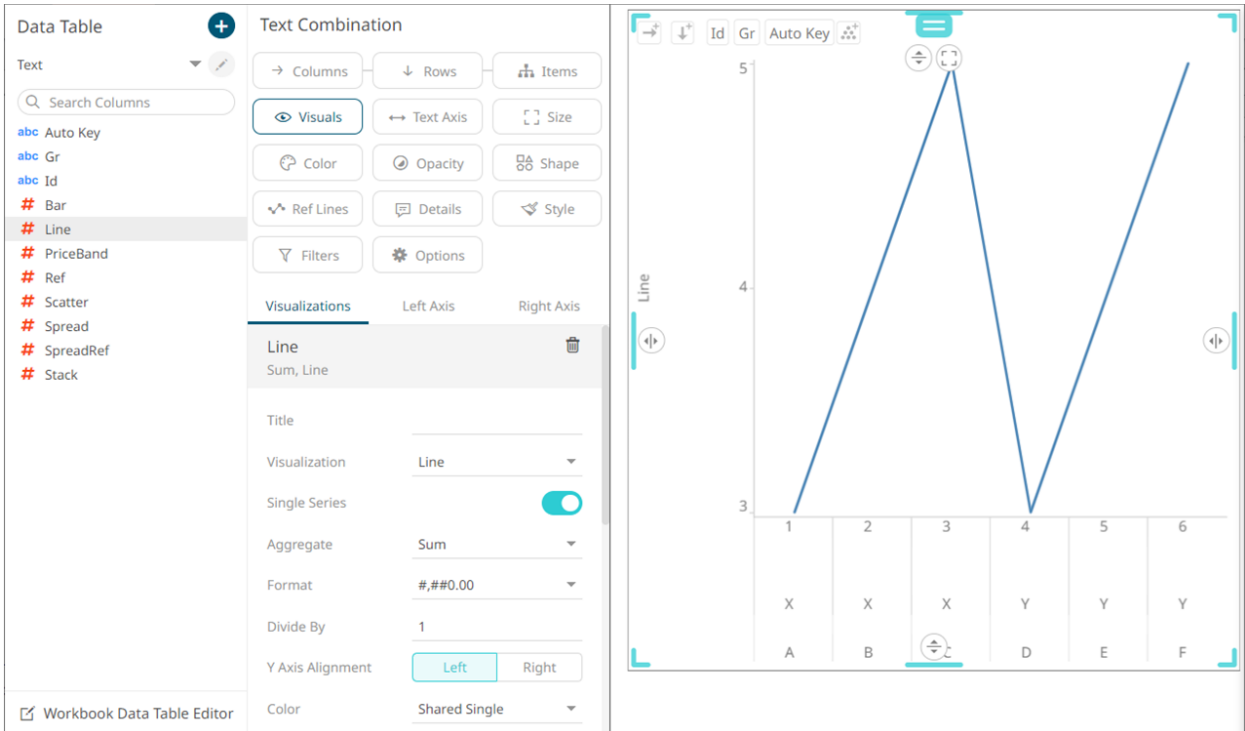 Data Table
Text
Search Columns
abc Auto Key
abc Gr
abc Id
# Bar
# Line
# PriceBand
# Ref
# Scatter
# Spread
# SpreadRef
# Stack
Workbook Data Table Editor
Text Combination
Columns Rows Items
Visuals Text Axis Size
Color Opacity Shape
Ref Lines Details Style
Filters Options
Visualizations Left Axis Right Axis
Line
Sum, Line
Title
Visualization Line
Single Series
Aggregate Sum
Format #,##0.00
Divide By 1
Y Axis Alignment Left Right
Color Shared Single
Id Gr Auto Key
5
4
3
Line
1 2 3 4 5 6
X X X Y Y Y
A B C D E F